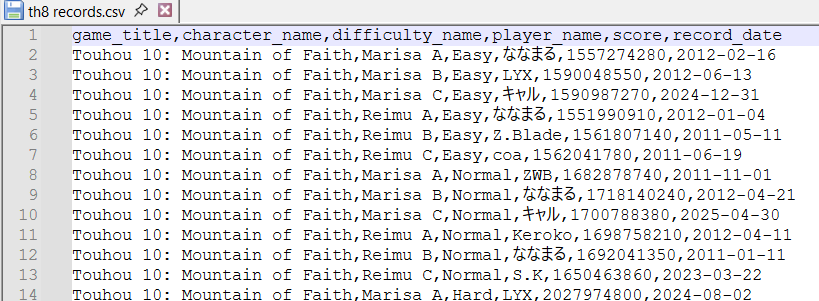 th8 records.csv
1 game_title,character_name,difficulty_name,player_name,score,record_date
2 Touhou 10: Mountain of Faith,Marisa A,Easy,ななまる,1557274280,2012-02-16
3 Touhou 10: Mountain of Faith,Marisa B,Easy,LYX,1590048550,2012-06-13
4 Touhou 10: Mountain of Faith,Marisa C,Easy,キャル,1590987270,2024-12-31
5 Touhou 10: Mountain of Faith,Reimu A,Easy,ななまる,1551990910,2012-01-04
6 Touhou 10: Mountain of Faith,Reimu B,Easy,Z.Blade,1561807140,2011-05-11
7 Touhou 10: Mountain of Faith,Reimu C,Easy,coa,1562041780,2011-06-19
8 Touhou 10: Mountain of Faith,Marisa A,Normal,ZWB,1682878740,2011-11-01
9 Touhou 10: Mountain of Faith,Marisa B,Normal,ななまる,1718140240,2012-04-21
10 Touhou 10: Mountain of Faith,Marisa C,Normal,キャル,1700788380,2025-04-30
11 Touhou 10: Mountain of Faith,Reimu A,Normal,Keroko,1698758210,2012-04-11
12 Touhou 10: Mountain of Faith,Reimu B,Normal,ななまる,1692041350,2011-01-11
13 Touhou 10: Mountain of Faith,Reimu C,Normal,S.K,1650463860,2023-03-22
14 Touhou 10: Mountain of Faith,Marisa A,Hard,LYX,2027974800,2024-08-02